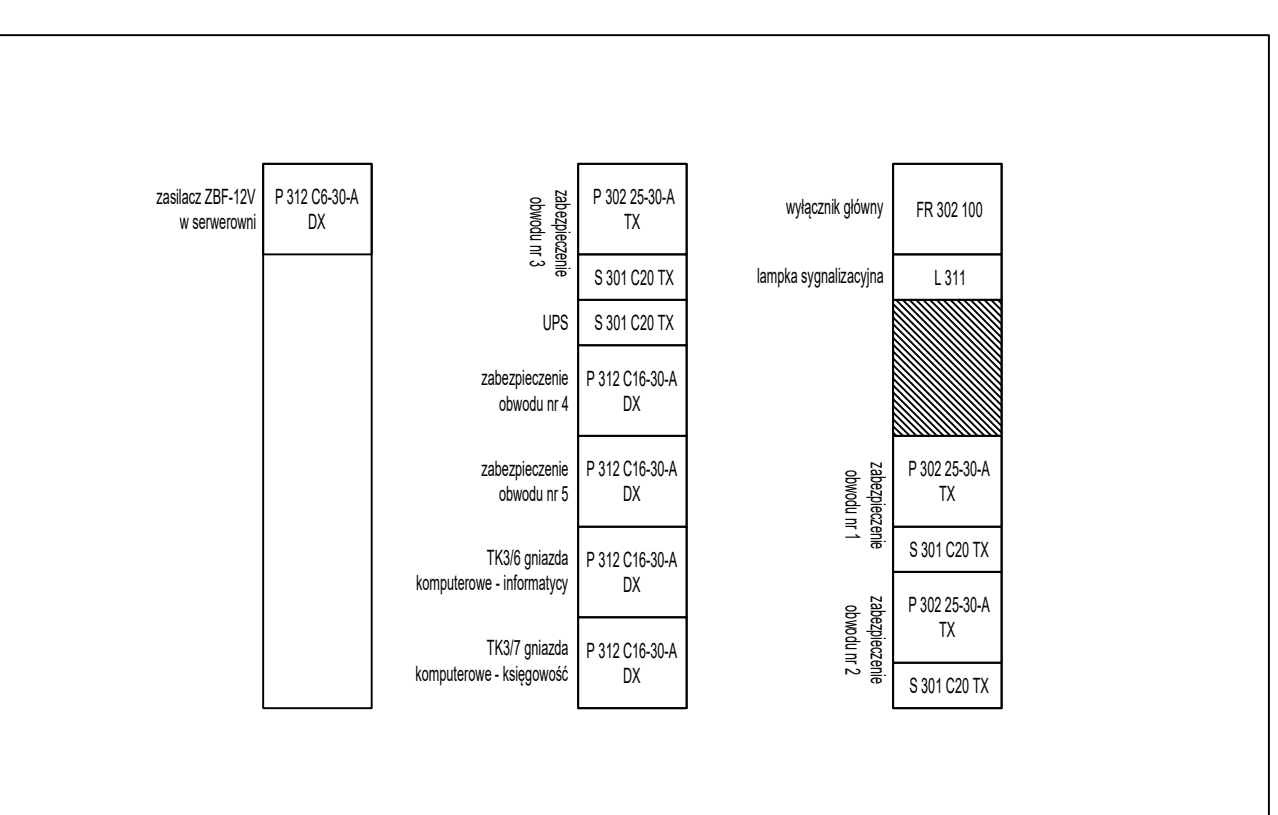 zasilacz ZBF-12V
w serwerowni
P 312 C6-30-A
DX
zabezpieczenie
obwodu nr 3
P 302 25-30-A
TX
S 301 C20 TX
UPS
S 301 C20 TX
zabezpieczenie
obwodu nr 4
P 312 C16-30-A
DX
zabezpieczenie
obwodu nr 5
P 312 C16-30-A
DX
TK3/6 gniazda
komputerowe - informatycy
P 312 C16-30-A
DX
TK3/7 gniazda
komputerowe - księgowość
P 312 C16-30-A
DX
wyłącznik główny
FR 302 100
lampka sygnalizacyjna
L 311
zabezpieczenie
obwodu nr 1
P 302 25-30-A
TX
S 301 C20 TX
zabezpieczenie
obwodu nr 2
P 302 25-30-A
TX
S 301 C20 TX